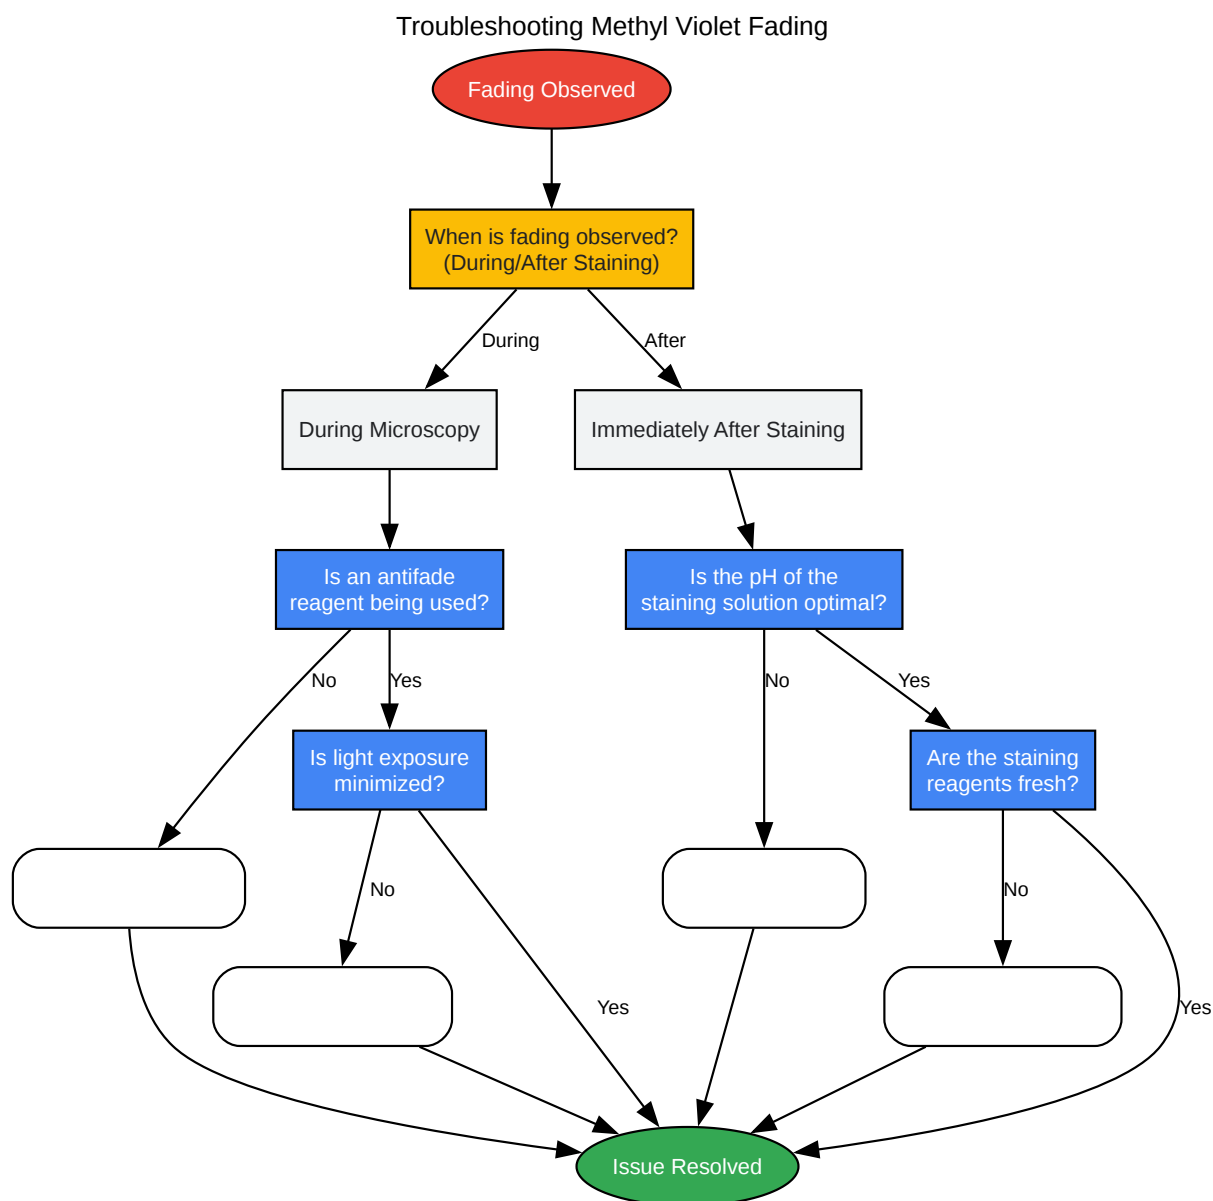 Troubleshooting Methyl Violet Fading
Fading Observed
When is fading observed?
(During/After Staining)
During
After
During Microscopy
Immediately After Staining
Is an antifade
reagent being used?
Is the pH of the
staining solution optimal?
No
Yes
No
Yes
Is light exposure
minimized?
Are the staining
reagents fresh?
No
No
Yes
Yes
Issue Resolved